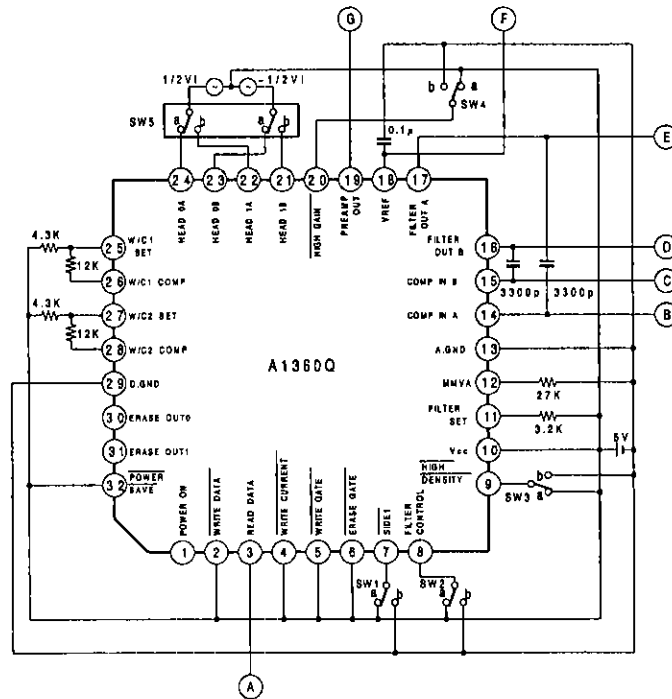 G
F
1/2VI
-1/2VI
b
a
SW4
SW5
a
b
a
b
0.1μ
E
24
23
22
21
20
19
18
17
HEAD 0A
HEAD 0B
HEAD 1A
HEAD 1B
HIGH GAIN
PREAMP OUT
VREF
FILTER OUT A
4.3K
25
W/C1 SET
12K
26
W/C1 COMP
4.3K
27
W/C2 SET
12K
28
W/C2 COMP
29
D.GND
30
ERASE OUT0
31
ERASE OUT1
32
POWER SAVE
A1360Q
FILTER OUT B
16
D
COMP IN B
15
C
3300p
3300p
COMP IN A
14
B
A.GND
13
MMVA
12
27K
FILTER SET
11
3.2K
Vcc
10
5V
HIGH DENSITY
9
SW3
b
a
POWER ON
WRITE DATA
READ DATA
WRITE CURRENT
WRITE GATE
ERASE GATE
SIDE1
FILTER CONTROL
1
2
3
4
5
6
7
8
SW1
a
b
SW2
a
b
A